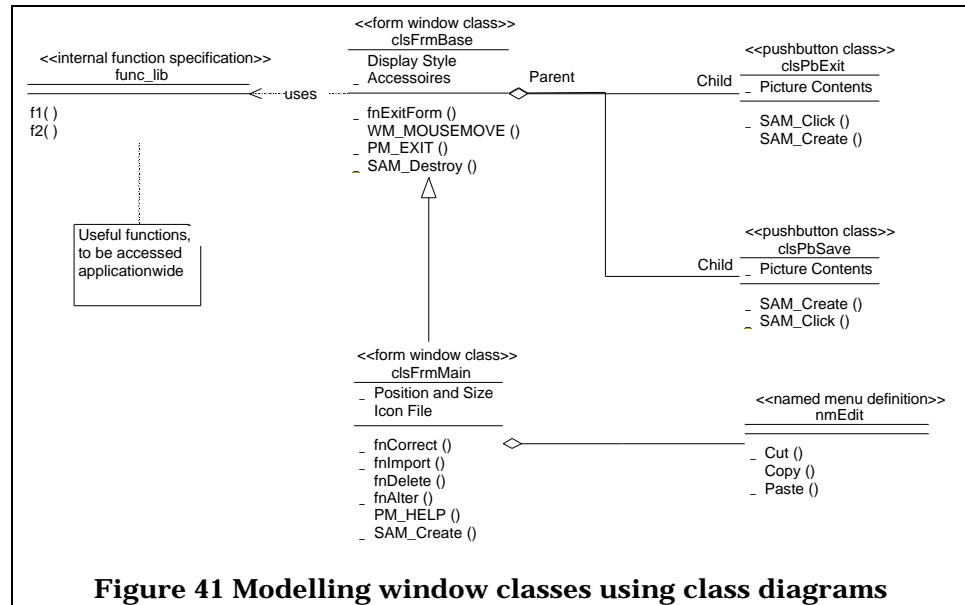 <<form window class>>
clsFrmBase
Display Style
_ Accessoires
_ fnExitForm ()
WM_MOUSEMOVE ()
_ PM_EXIT ()
_ SAM_Destroy ()
<<internal function specification>>
func_lib
f1( )
f2( )
uses
Useful functions,
to be accessed
applicationwide
Parent
Child
<<pushbutton class>>
clsPbExit
_ Picture Contents
_ SAM_Click ()
SAM_Create ()
Child
<<pushbutton class>>
clsPbSave
_ Picture Contents
_ SAM_Create ()
_ SAM_Click ()
<<form window class>>
clsFrmMain
_ Position and Size
Icon File
_ fnCorrect ()
_ fnImport ()
fnDelete ()
_ fnAlter ()
PM_HELP ()
_ SAM_Create ()
<<named menu definition>>
nmEdit
_ Cut ()
Copy ()
_ Paste ()
Figure 41 Modelling window classes using class diagrams